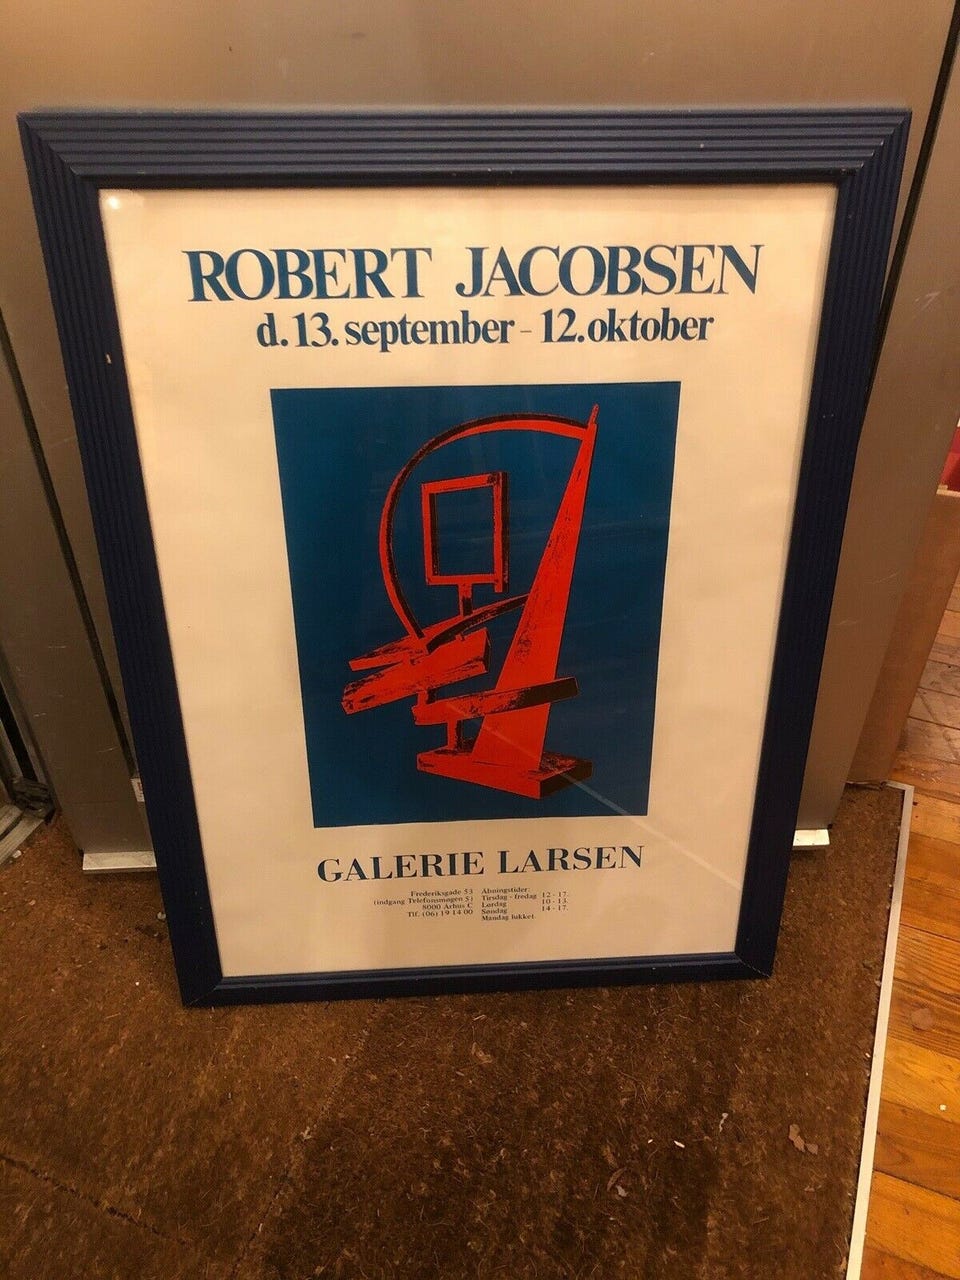 ROBERT JACOBSEN
d. 13. september - 12. oktober
GALERIE LARSEN
Frederiksgade 53
(indgang Telefonsmøgen 5)
8000 Århus C
Tlf. (06) 19 14 00
Åbningstider:
Tirsdag - fredag 12 - 17.
Lørdag 10 - 13.
Søndag 14 - 17.
Mandag lukket.